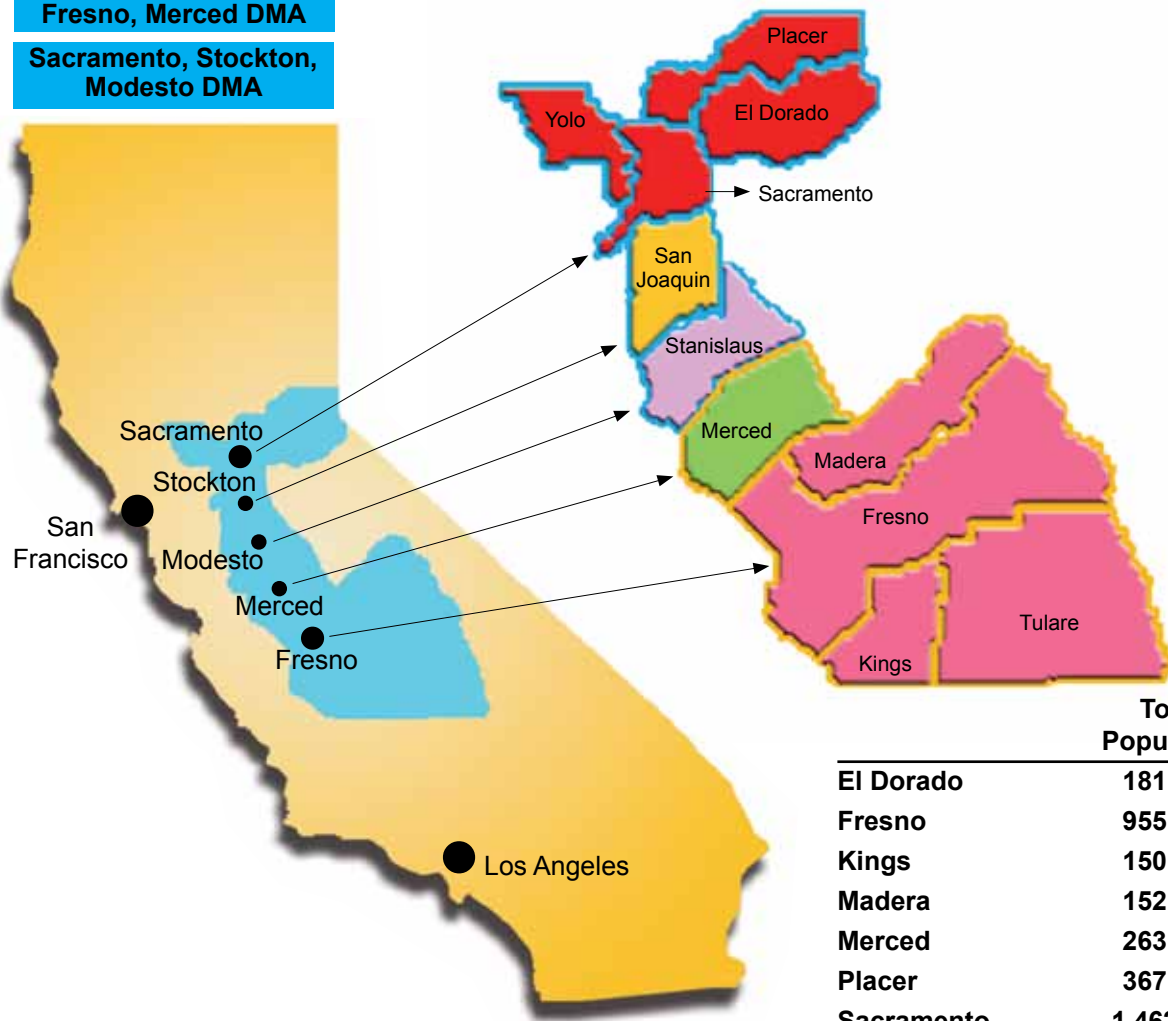 Fresno, Merced DMA
Sacramento, Stockton,
Modesto DMA
Sacramento
Stockton
San
Francisco
Modesto
Merced
Fresno
Los Angeles
Placer
Yolo
El Dorado
Sacramento
San
Joaquin
Stanislaus
Merced
Madera
Fresno
Tulare
Kings
El Dorado 181
Fresno 955
Kings 150
Madera 152
Merced 263
Placer 367
Sacramento